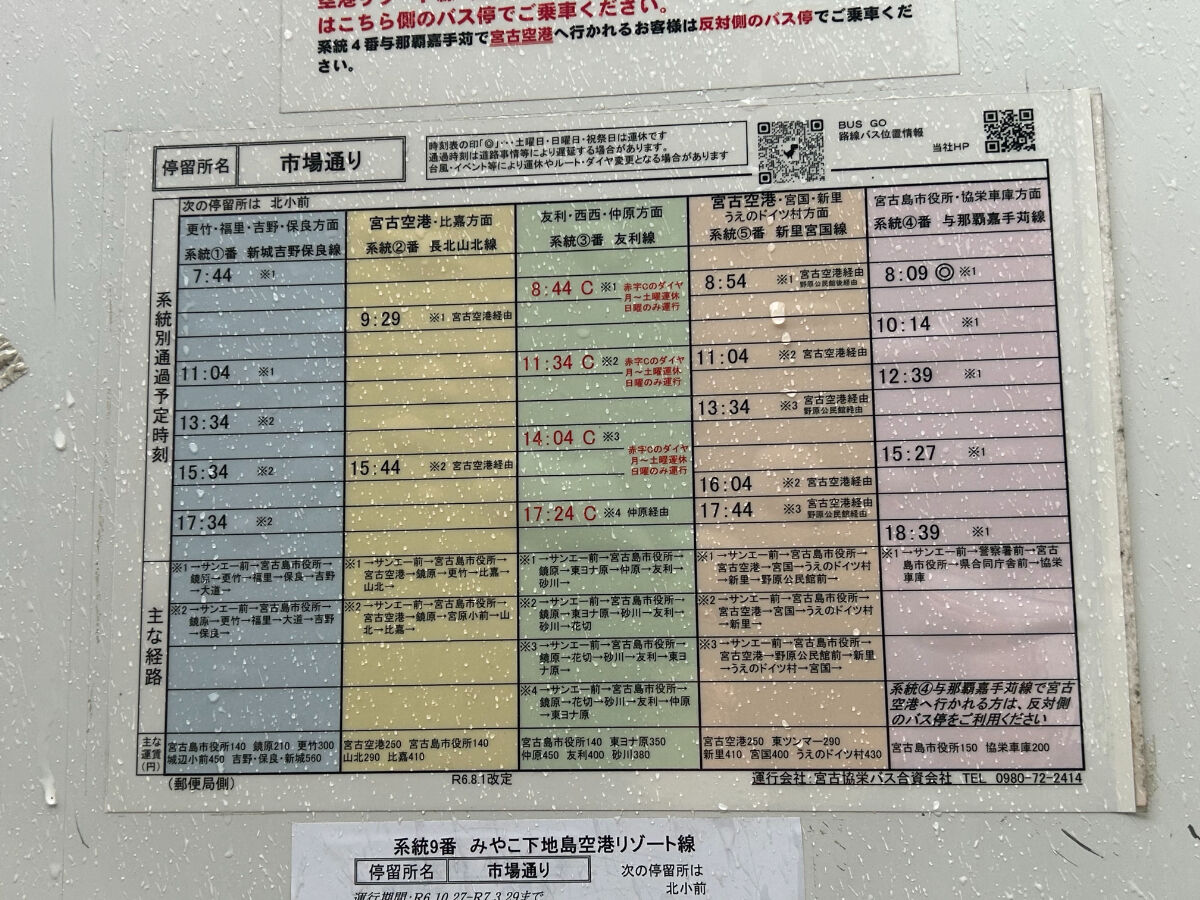 はこちら側のバス停でご乗車ください。
系統4番与那覇嘉手苅で宮古空港へ行かれるお客様は反対側のバス停でご乗車くだ
さい。
停留所名 市場通り
時刻表の印「◎」・・土曜日・日曜日・祝祭日は運休です
通過時刻は道路事情等により遅延する場合があります。
台風・イベント等により運休やルート・ダイヤ変更となる場合があります
BUS GO
路線バス位置情報
当社HP
次の停留所は 北小前
系統別通過予定時刻
更竹・福里・吉野・保良方面
系統①番 新城吉野保良線
7:44 ※1
11:04 ※1
13:34 ※2
15:34 ※2
17:34 ※2
宮古空港・比嘉方面
系統②番 長北山北線
9:29 ※1 宮古空港経由
15:44 ※2 宮古空港経由
友利・西西・仲原方面
系統③番 友利線
8:44 C ※1 赤字Cのダイヤ
月～土曜運休
日曜のみ運行
11:34 C ※2 赤字Cのダイヤ
月～土曜運休
日曜のみ運行
14:04 C ※3
赤字Cのダイヤ
月～土曜運休
日曜のみ運行
17:24 C ※4 仲原経由
宮古空港・宮国・新里
うえのドイツ村方面
系統⑤番 新里宮国線
8:54 ※1 宮古空港経由
野原公民館後経由
11:04 ※2 宮古空港経由
13:34 ※3 宮古空港経由
野原公民館経由
16:04 ※2 宮古空港経由
17:44 ※3 宮古空港経由
野原公民館経由
宮古島市役所・協栄車庫方面
系統④番 与那覇嘉手苅線
8:09 ◎ ※1
10:14 ※1
12:39 ※1
15:27 ※1
18:39 ※1
主な経路
※1→サンエー前→宮古島市役所→
鏡原→更竹→福里→保良→吉野
→大道→
※2→サンエー前→宮古島市役所→
鏡原→更竹→福里→大道→吉野
→保良→
※1→サンエー前→宮古島市役所→
宮古空港→鏡原→更竹→比嘉→
山北→
※2→サンエー前→宮古島市役所→
宮古空港→鏡原→宮原小前→山
北→比嘉→
※1→サンエー前→宮古島市役所→
鏡原→東ヨナ原→仲原→友利→
砂川→
※2→サンエー前→宮古島市役所→
鏡原→東ヨナ原→砂川→友利→
砂川→花切
※3→サンエー前→宮古島市役所→
鏡原→花切→砂川→友利→東ヨ
ナ原→
※4→サンエー前→宮古島市役所→
鏡原→花切→砂川→友利→仲原
→東ヨナ原
※1→サンエー前→宮古島市役所→
宮古空港→宮国→うえのドイツ村
→新里→野原公民館前→
※2→サンエー前→宮古島市役所→
宮古空港→宮国→うえのドイツ村
→新里→
※3→サンエー前→宮古島市役所→
宮古空港→野原公民館前→新里
→うえのドイツ村→宮国→
※1→サンエー前→警察署前→宮古
島市役所→県合同庁舎前→協栄
車庫
系統④与那覇嘉手苅線で宮古
空港へ行かれる方は、反対側
のバス停をご利用ください
主な運賃(円)
宮古島市役所140 鏡原210 更竹300
城辺小前450 吉野・保良・新城560
宮古空港250 宮古島市役所140
山北290 比嘉410
宮古島市役所140 東ヨナ原350
仲原450 友利400 砂川380
宮古空港250 東ツンマー290
新里410 宮国400 うえのドイツ村430
宮古島市役所150 協栄車庫200
(郵便局側)
R6.8.1改定
運行会社:宮古協栄バス合資会社 TEL 0980-72-2414
系統9番 みやこ下地島空港リゾート線
停留所名 市場通り
次の停留所は
北小前
運行期間:R6.10.27-R7.3.29まで